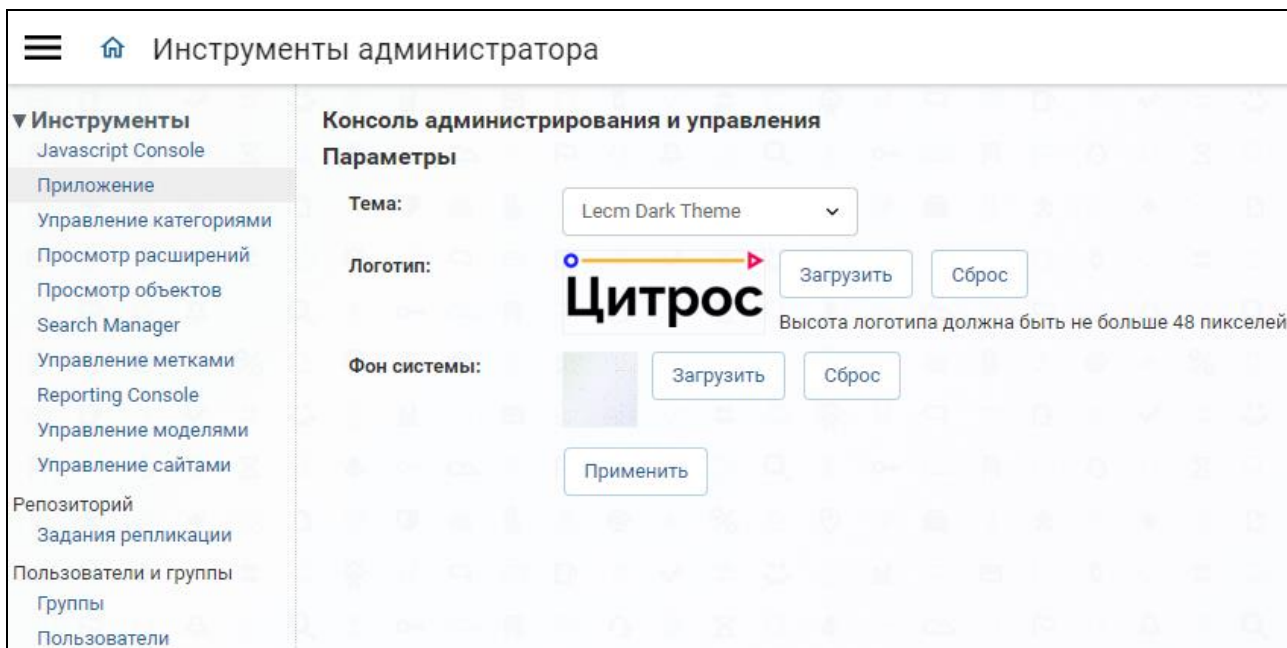 Инструменты администратора
▼Инструменты
Javascript Console
Приложение
Управление категориями
Просмотр расширений
Просмотр объектов
Search Manager
Управление метками
Reporting Console
Управление моделями
Управление сайтами
Репозиторий
Задания репликации
Пользователи и группы
Группы
Пользователи
Консоль администрирования и управления
Параметры
Тема: Lecm Dark Theme
Логотип: Цитрос Загрузить Сброс
Высота логотипа должна быть не больше 48 пикселей
Фон системы: Загрузить Сброс
Применить